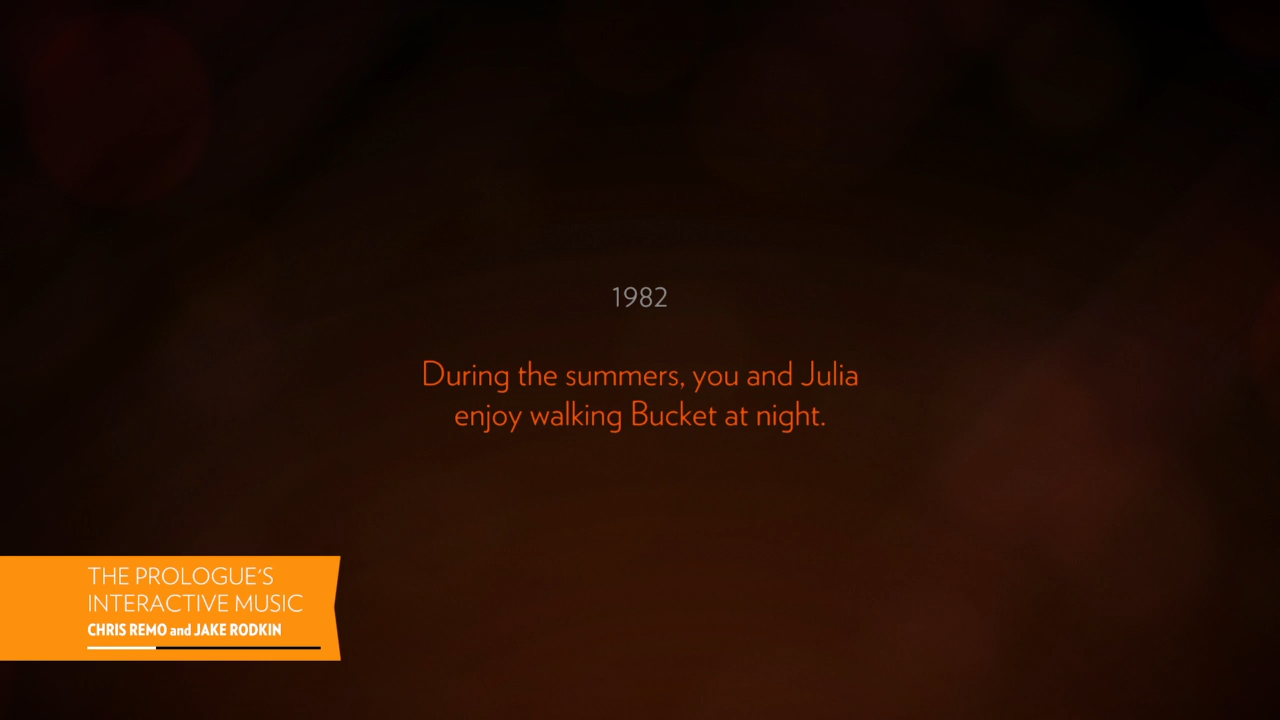 1982
During the summers, you and Julia
enjoy walking Bucket at night.
THE PROLOGUE'S
INTERACTIVE MUSIC
CHRIS REMO and JAKE RODKIN